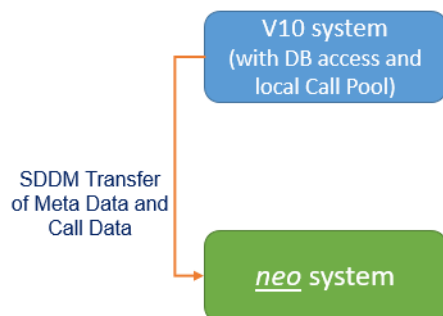 V10 system
(with DB access and
local Call Pool)
SDDM Transfer
of Meta Data and
Call Data
neo system